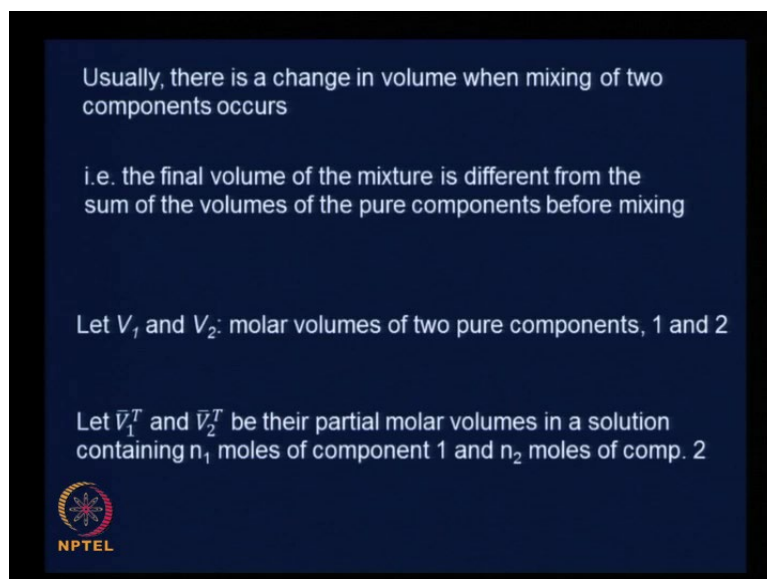 Usually, there is a change in volume when mixing of two
components occurs
i.e. the final volume of the mixture is different from the
sum of the volumes of the pure components before mixing
Let V₁ and V₂: molar volumes of two pure components, 1 and 2
Let V̅₁ᵀ and V̅₂ᵀ be their partial molar volumes in a solution
containing n₁ moles of component 1 and n₂ moles of comp. 2
NPTEL